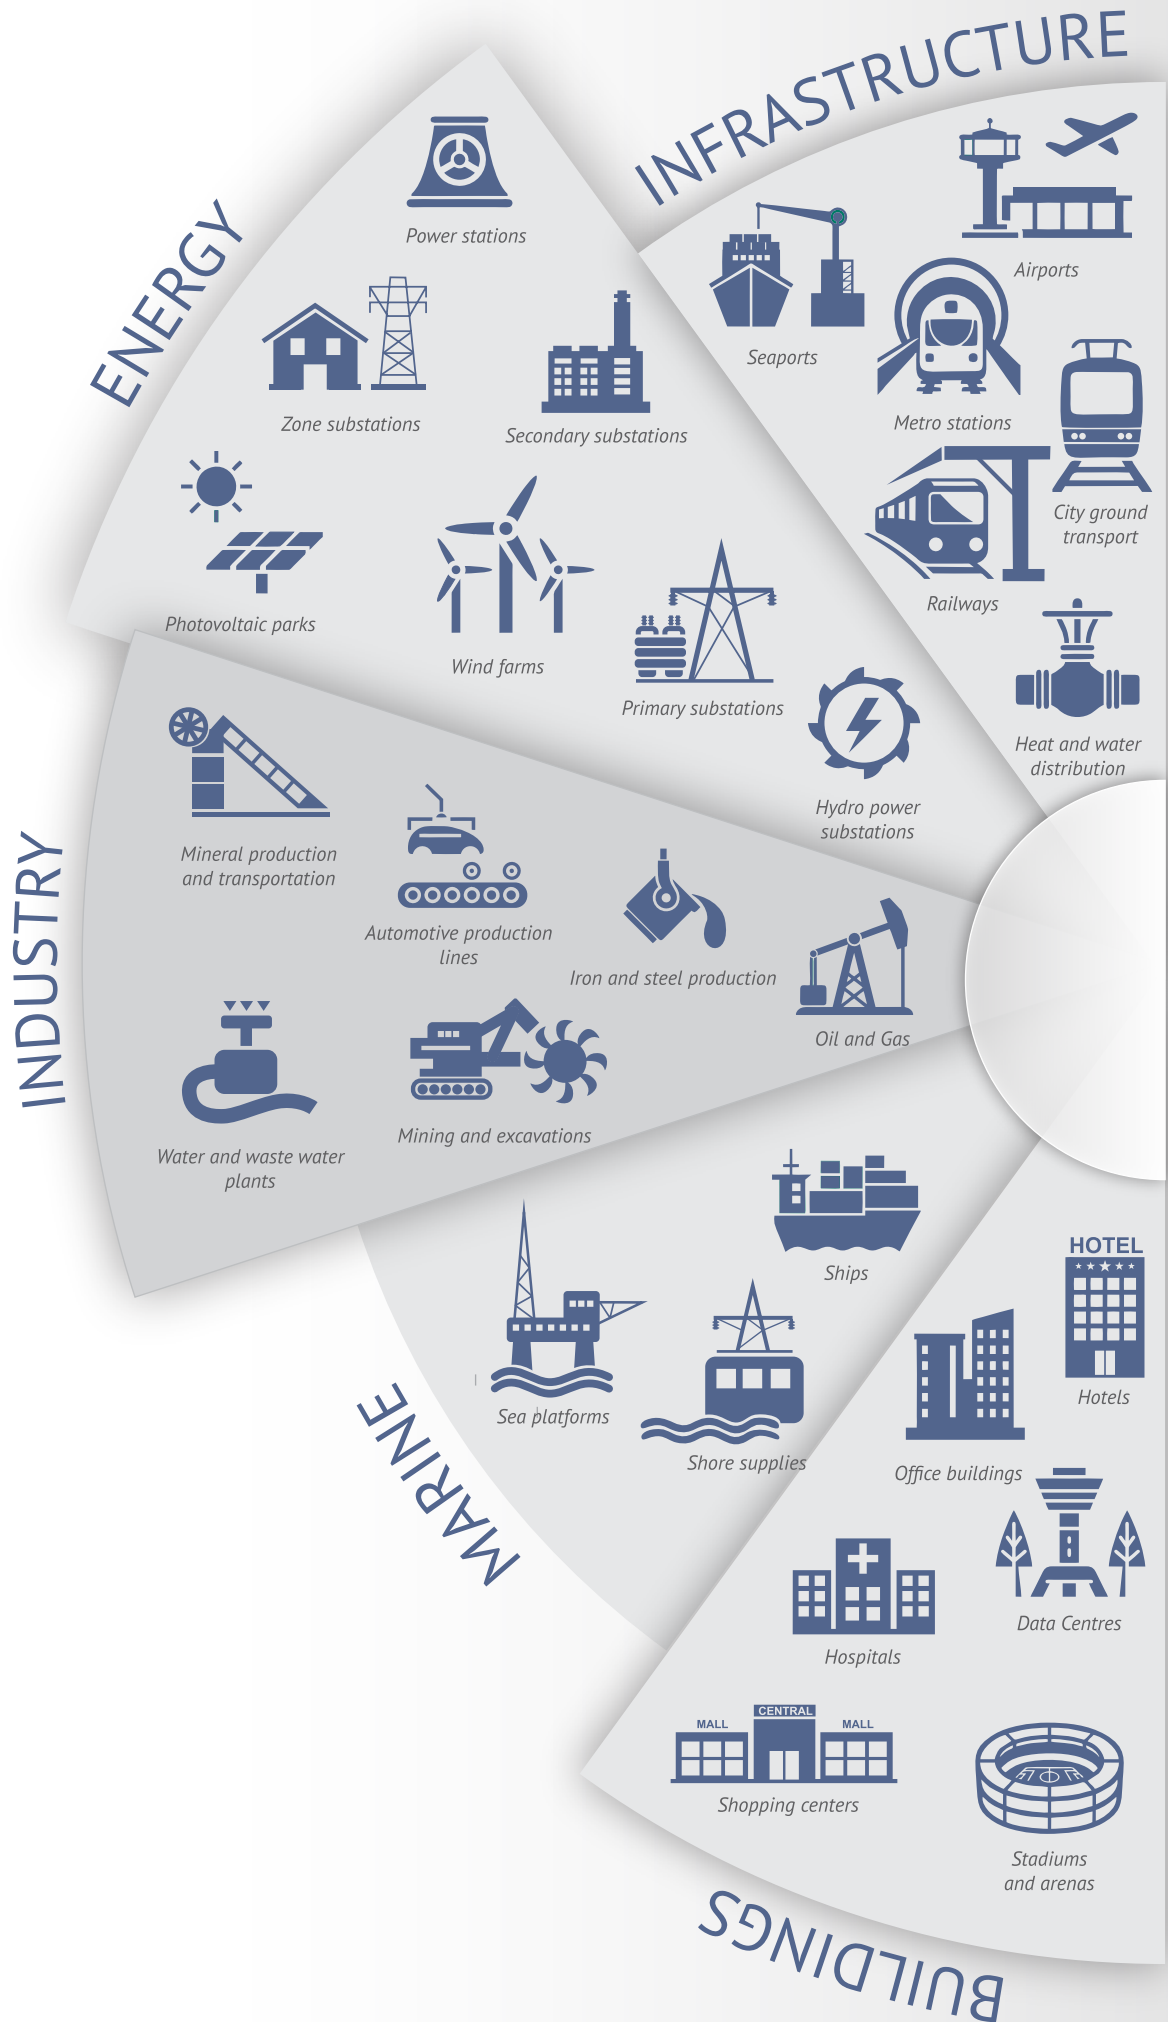 INFRASTRUCTURE
Airports
Seaports
Metro stations
City ground
transport
Railways
Heat and water
distribution
ENERGY
Power stations
Zone substations
Secondary substations
Photovoltaic parks
Wind farms
Primary substations
Hydro power
substations
INDUSTRY
Mineral production
and transportation
Automotive production
lines
Iron and steel production
Oil and Gas
Water and waste water
plants
Mining and excavations
MARINE
Ships
Sea platforms
Shore supplies
BUILDINGS
HOTEL
Hotels
Office buildings
Data Centres
Hospitals
MALL
CENTRAL
MALL
Shopping centers
Stadiums
and arenas